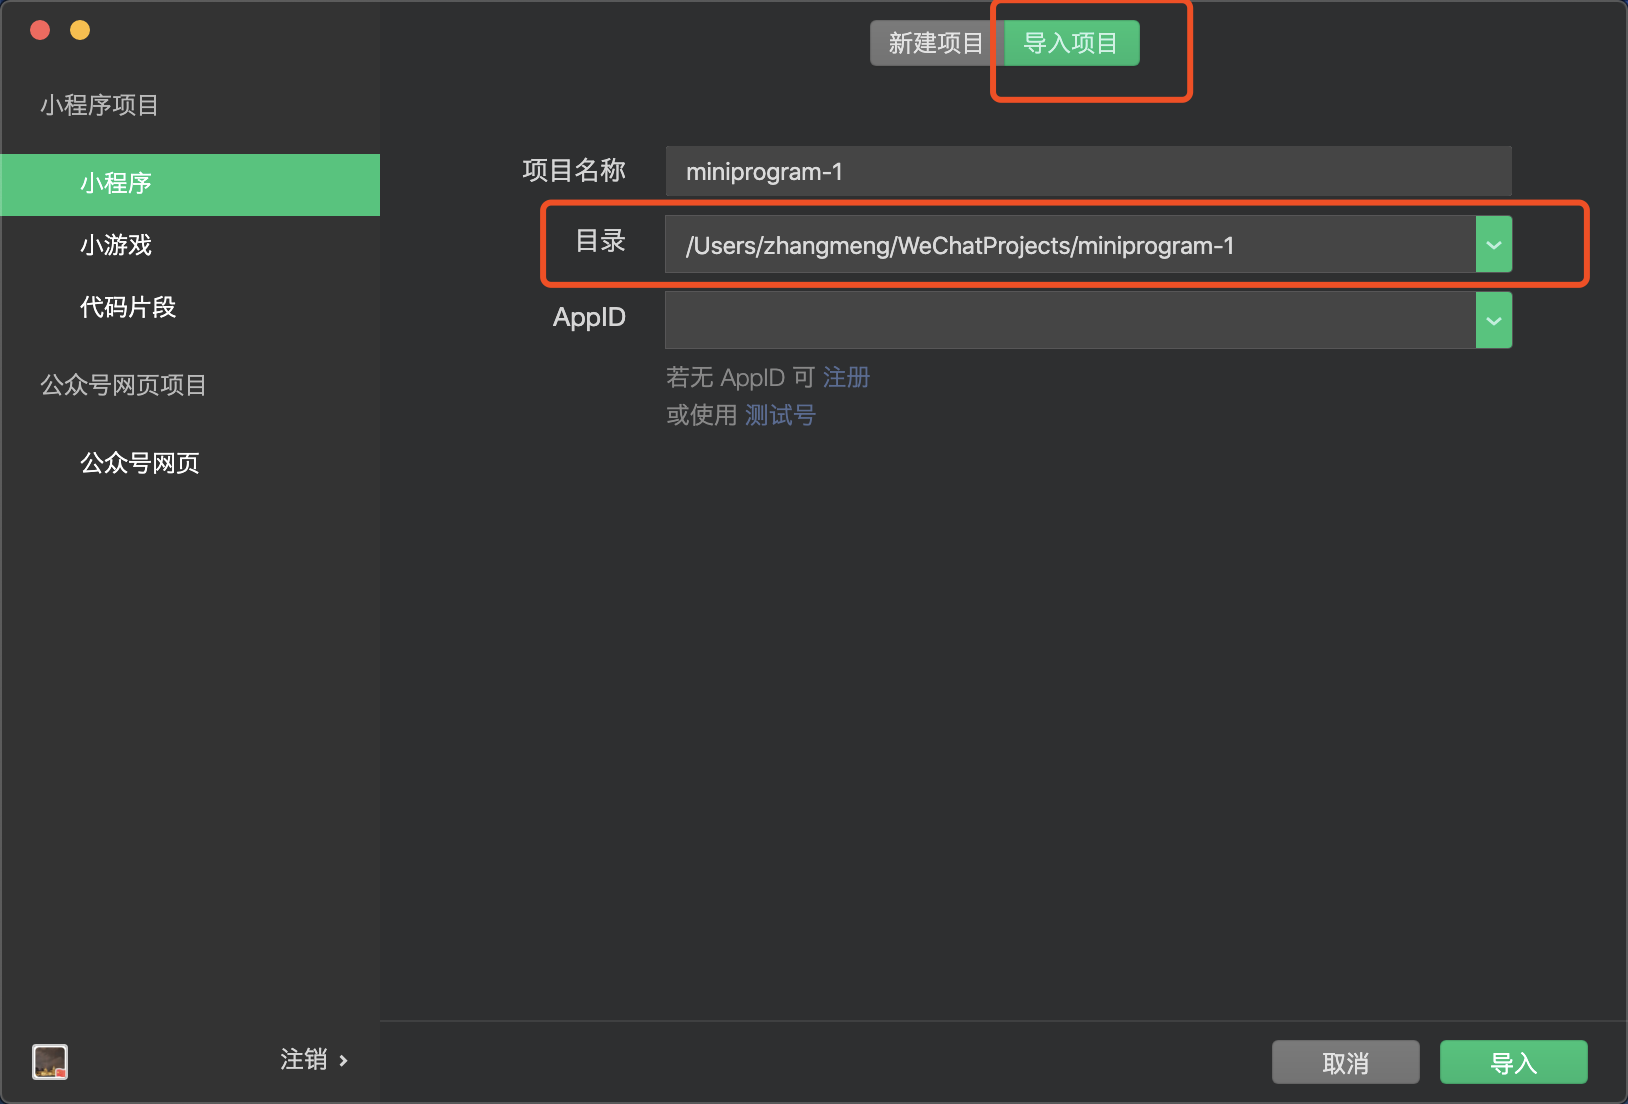 小程序项目
小程序
小游戏
代码片段
公众号网页项目
公众号网页
注销
新建项目 导入项目
项目名称 miniprogram-1
目录 /Users/zhangmeng/WeChatProjects/miniprogram-1
AppID
若无 AppID 可 注册
或使用 测试号
取消 导入